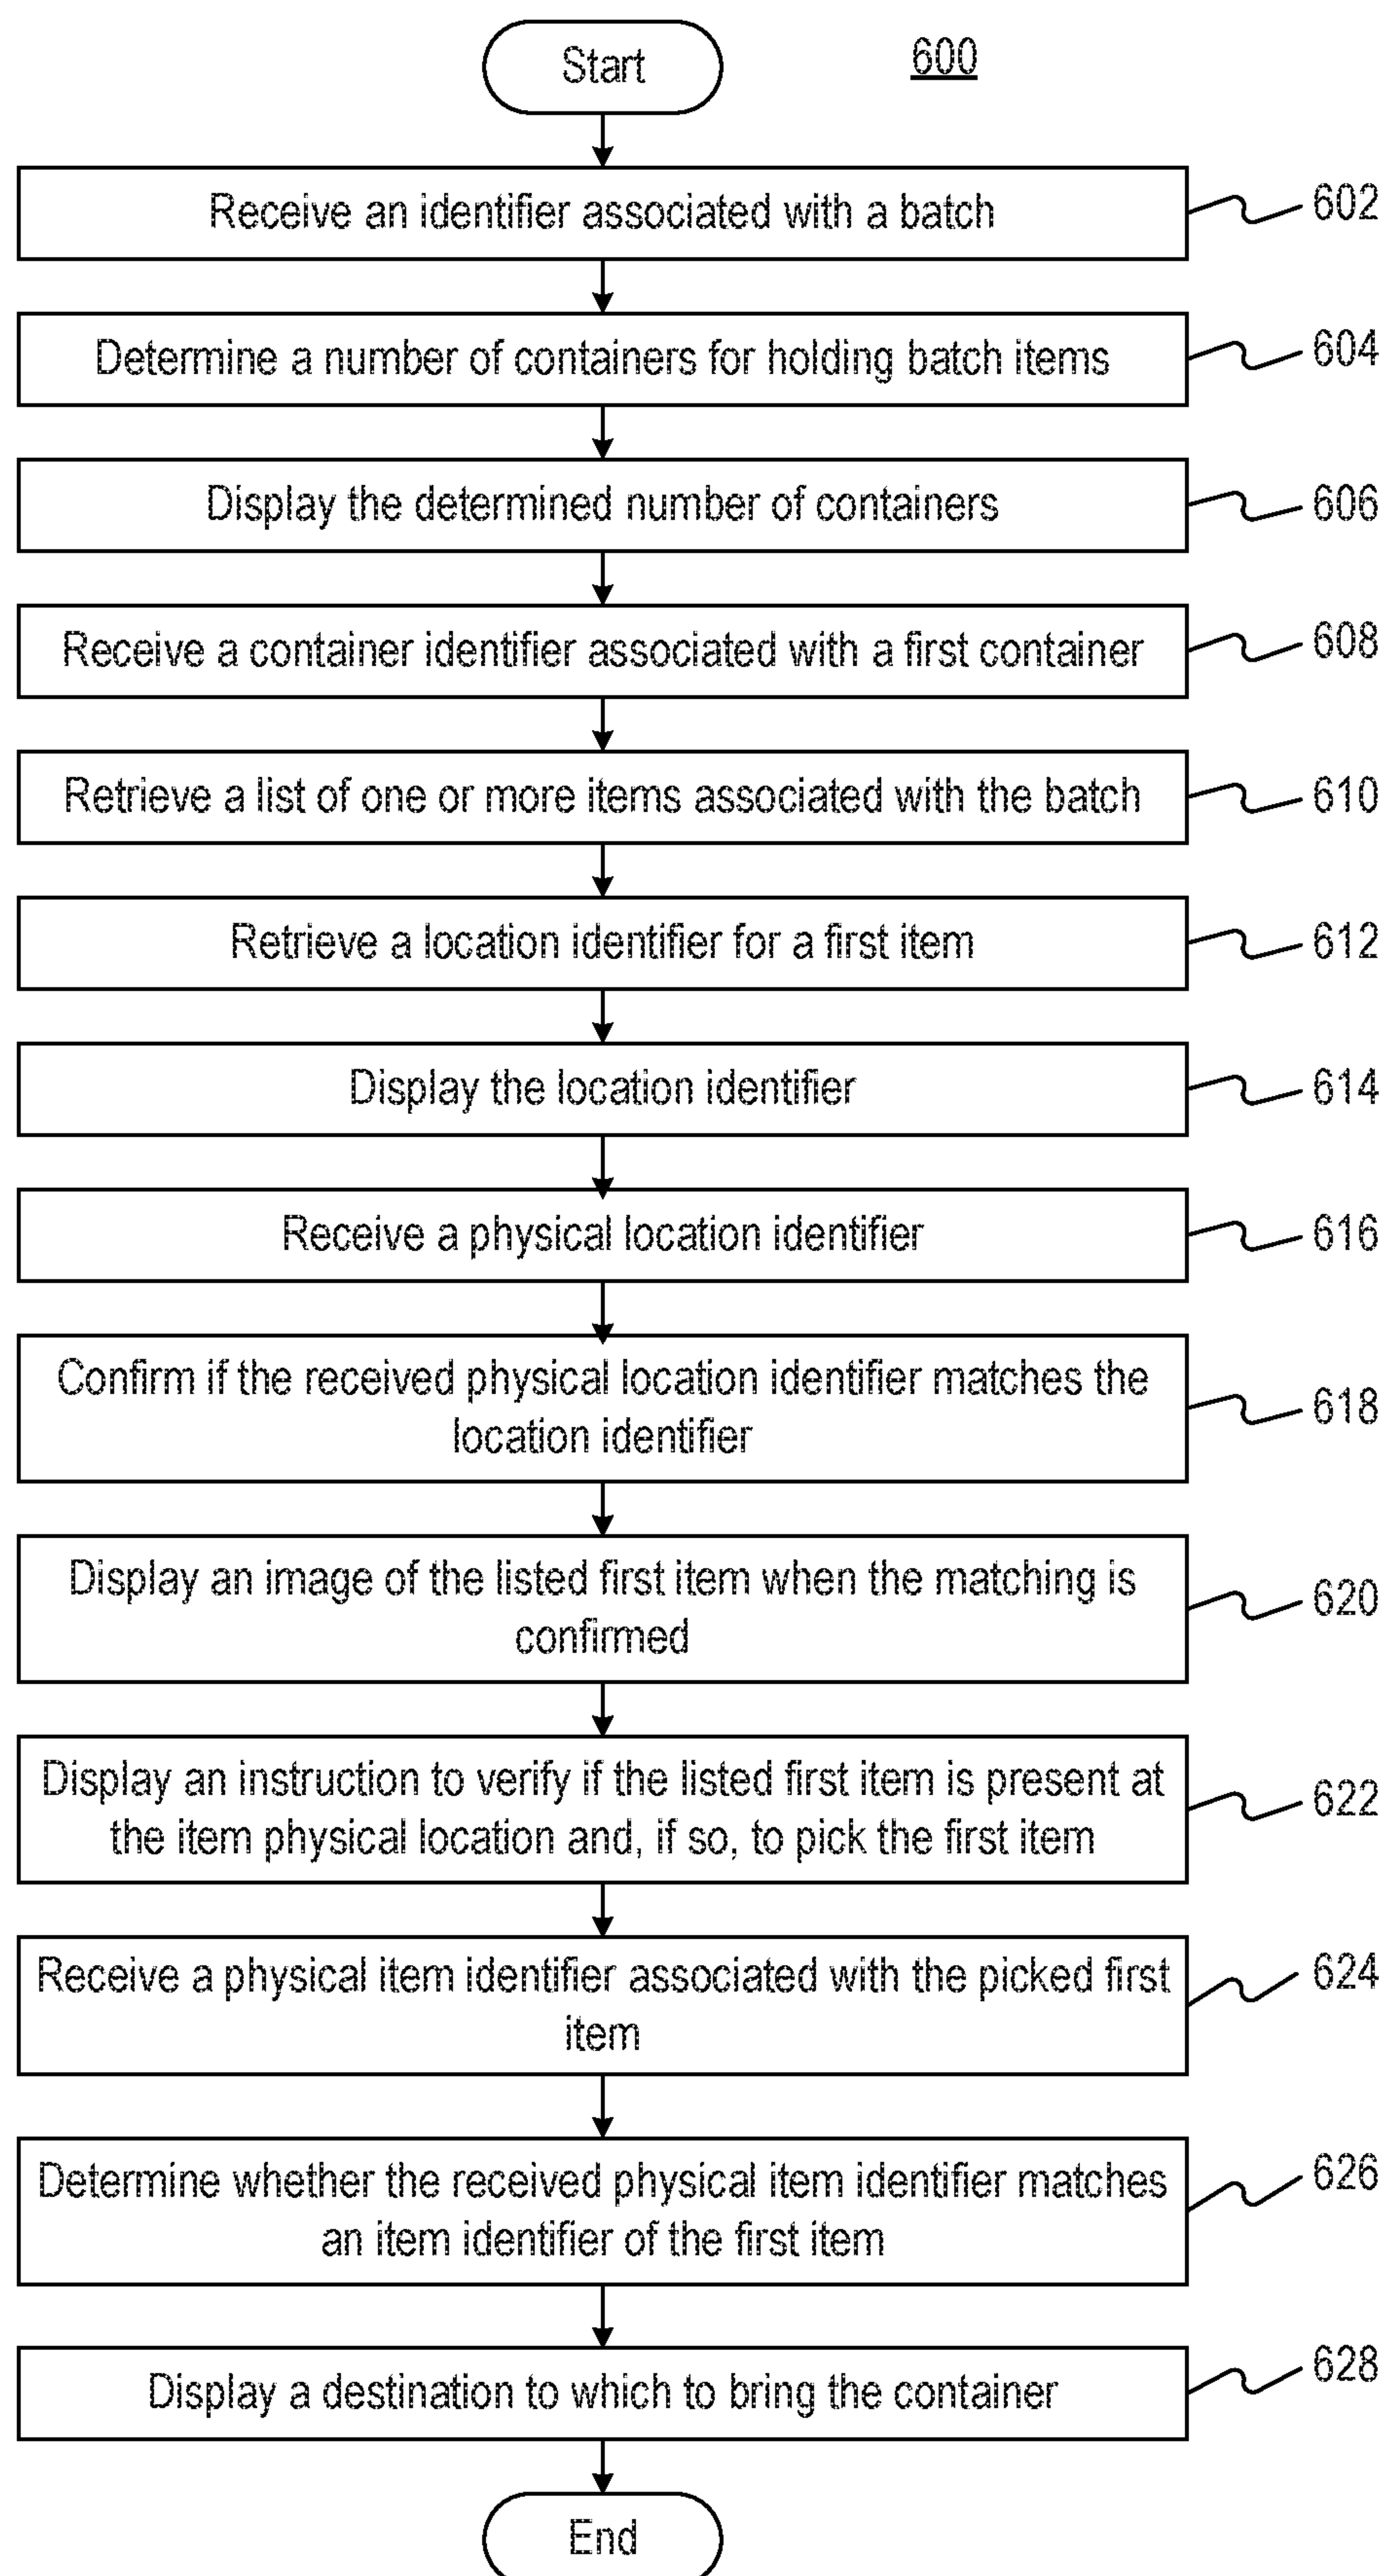 Start
600
Receive an identifier associated with a batch
602
Determine a number of containers for holding batch items
604
Display the determined number of containers
606
Receive a container identifier associated with a first container
608
Retrieve a list of one or more items associated with the batch
610
Retrieve a location identifier for a first item
612
Display the location identifier
614
Receive a physical location identifier
616
Confirm if the received physical location identifier matches the
location identifier
618
Display an image of the listed first item when the matching is
confirmed
620
Display an instruction to verify if the listed first item is present at
the item physical location and, if so, to pick the first item
622
Receive a physical item identifier associated with the picked first
item
624
Determine whether the received physical item identifier matches
an item identifier of the first item
626
Display a destination to which to bring the container
628
End